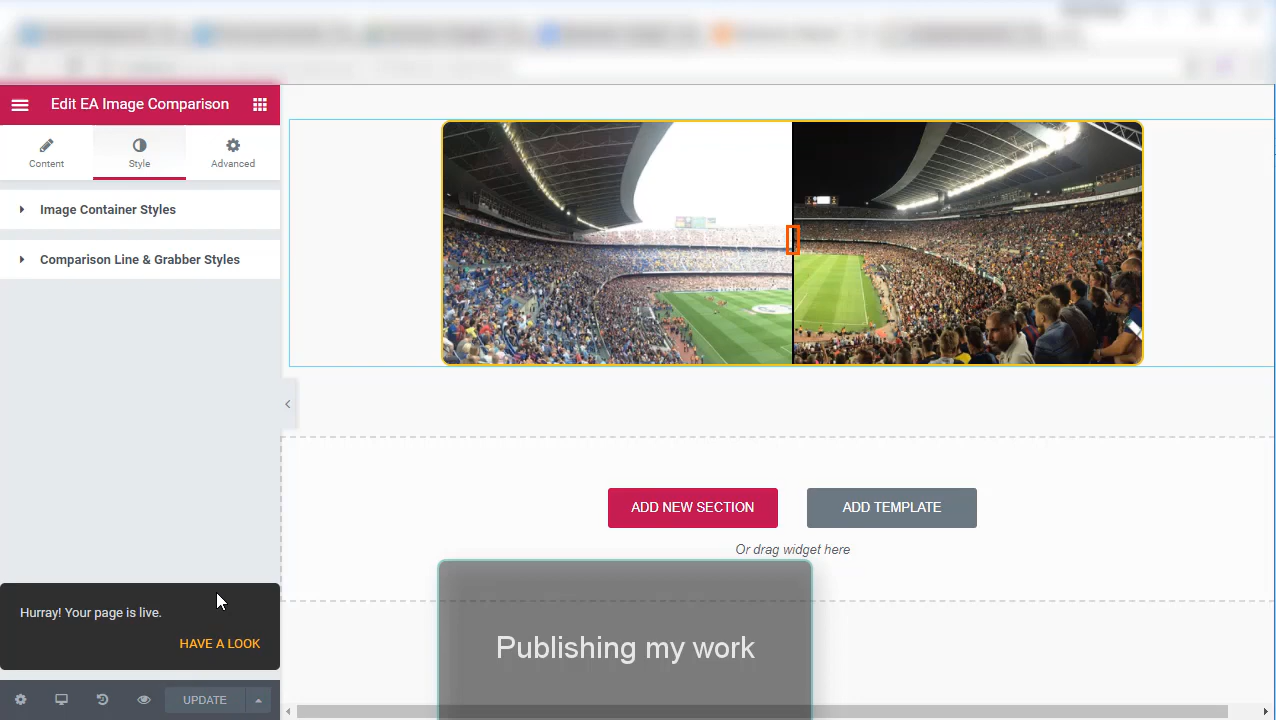 Edit EA Image Comparison
Content
Style
Advanced
Image Container Styles
Comparison Line & Grabber Styles
ADD NEW SECTION
ADD TEMPLATE
Or drag widget here
Hurray! Your page is live.
HAVE A LOOK
Publishing my work
UPDATE